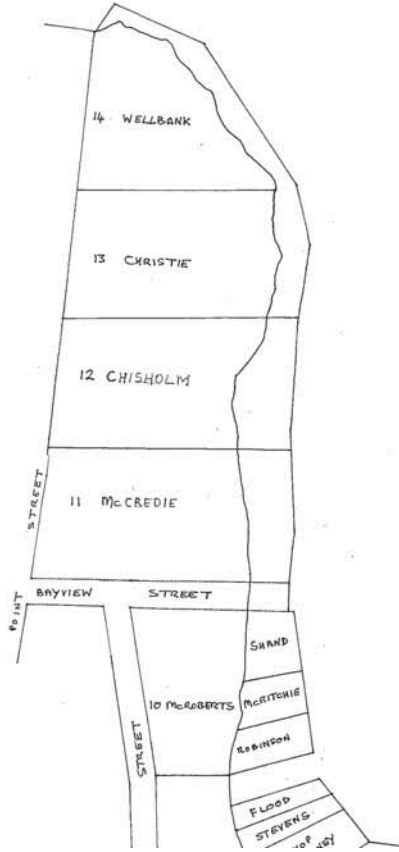 14 WELLBANK
13 CHRISTIE
12 CHISHOLM
11 McCREDIE
STREET
POINT
BAYVIEW STREET
SHAND
10 McROBERTS
McRITCHIE
ROBINSON
STREET
FLOOD
STEVENS